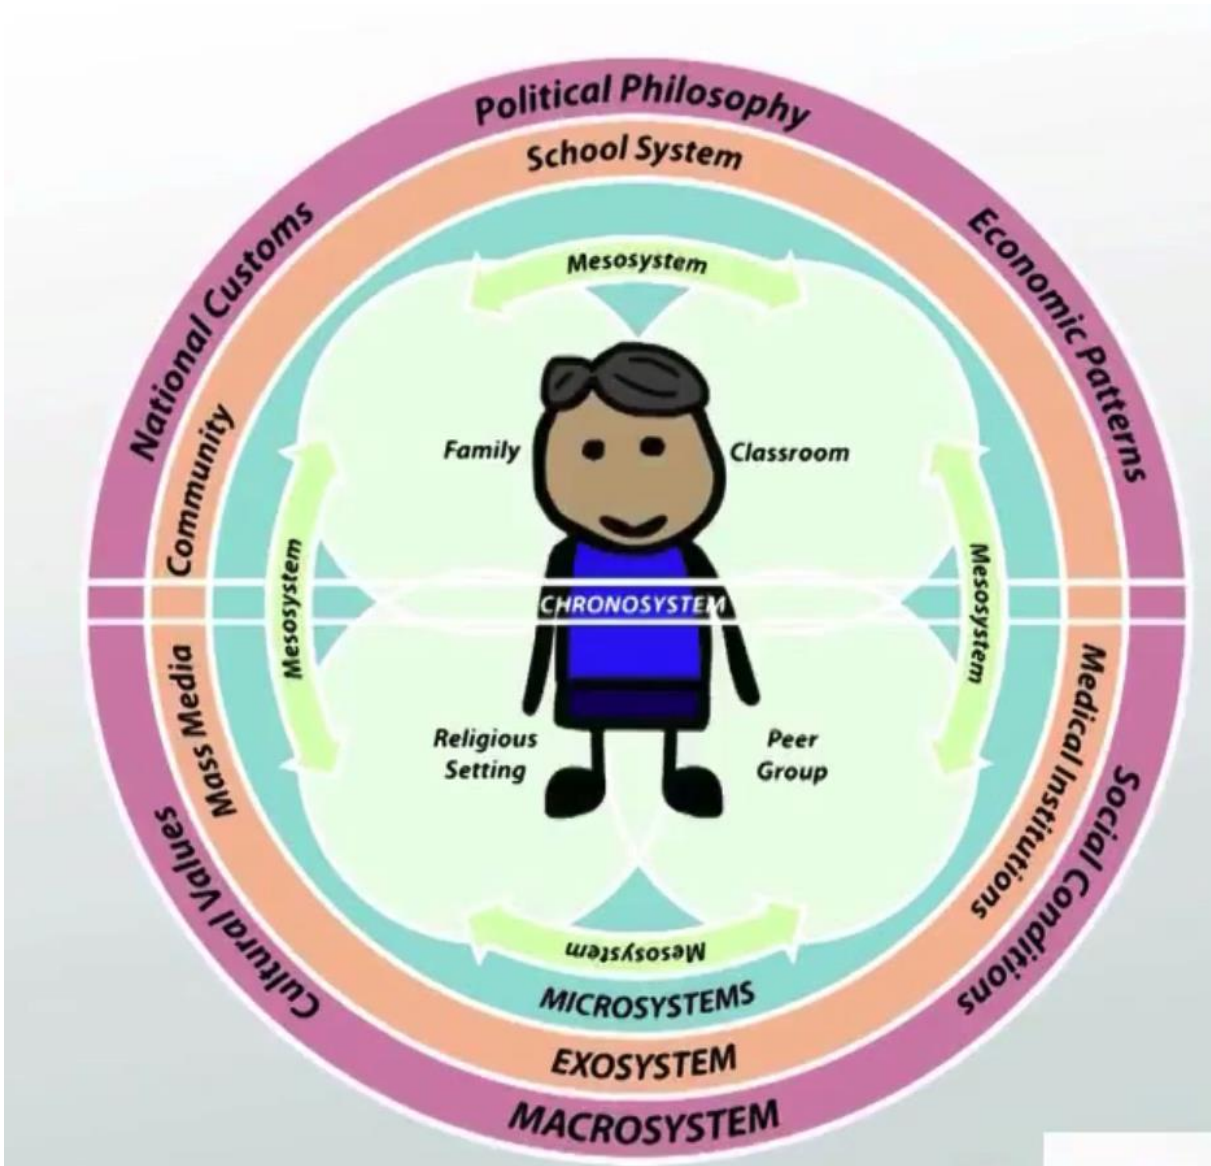 Political Philosophy
School System
National Customs
Economic Patterns
Mesosystem
Community
Family
Classroom
Mesosystem
CHRONOSYSTEM
Mesosystem
Mass Media
Medical Institutions
Religious
Setting
Peer
Group
Cultural Values
Social Conditions
Mesosystem
MICROSYSTEMS
EXOSYSTEM
MACROSYSTEM